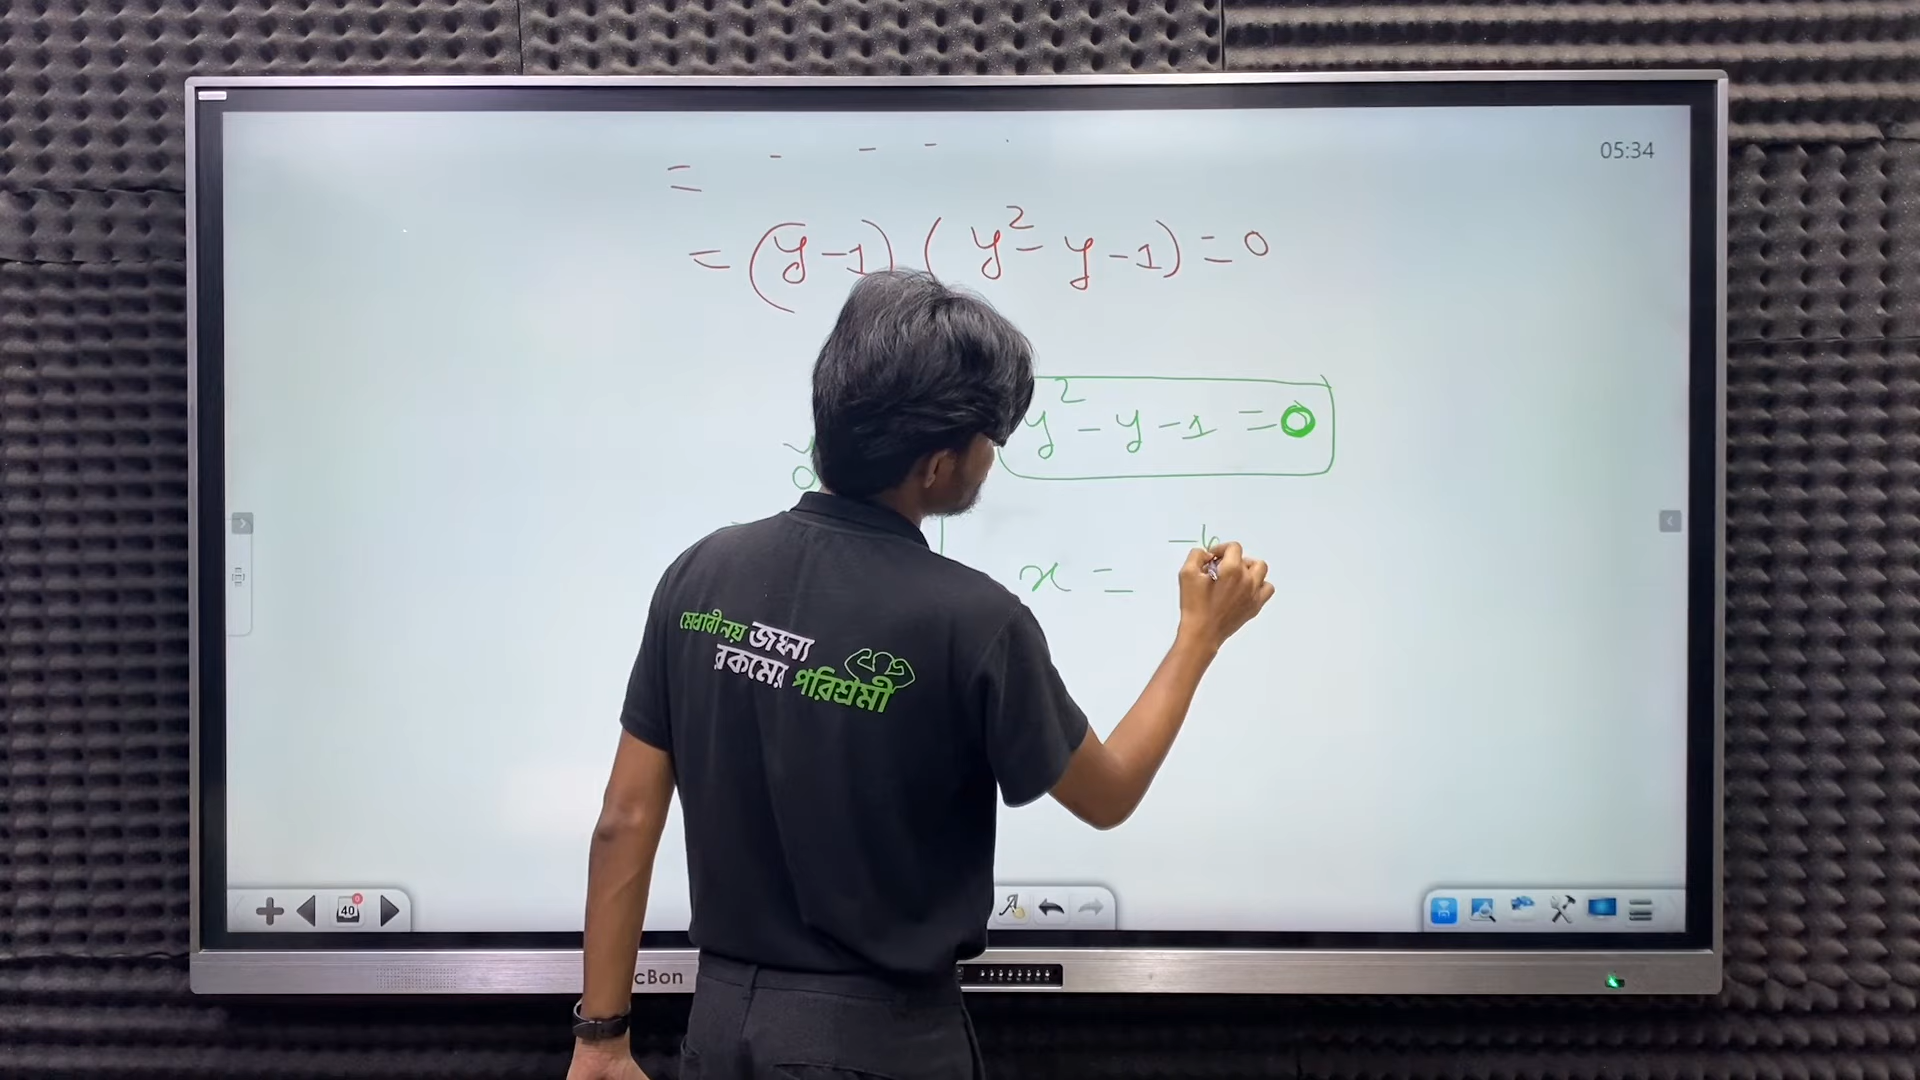 05:34
= - - -
= (y-1) ( y² - y - 1) = 0
y
y² - y - 1 = 0
x = -b
মেধাবী নয় জঘন্য
রকমের পরিশ্রমী
40
cBon